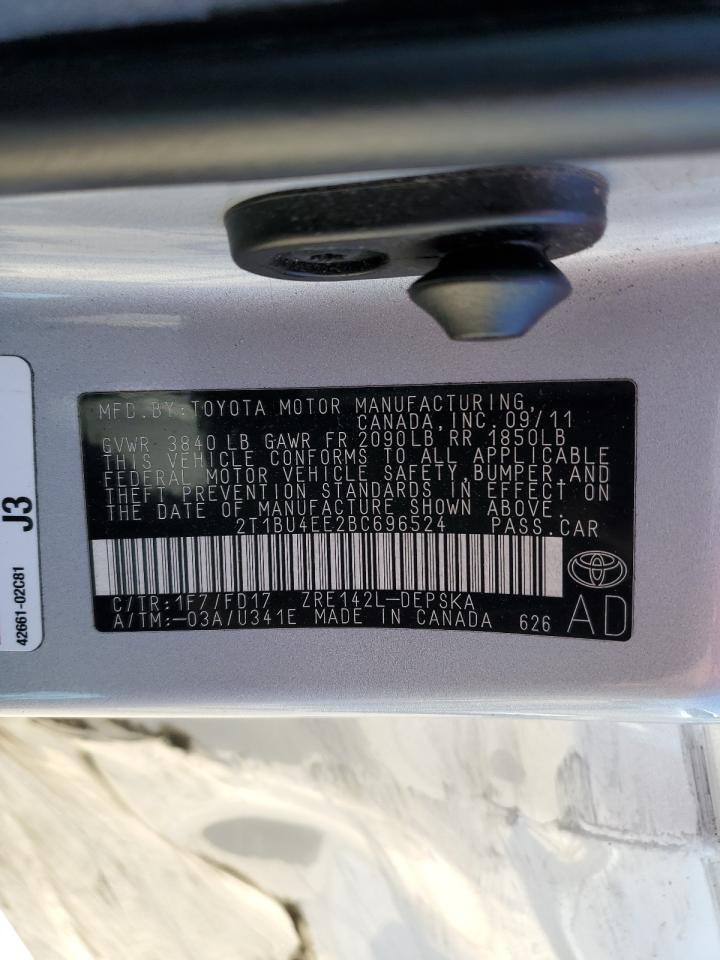 MFD.BY:TOYOTA MOTOR MANUFACTURING,
CANADA,INC. 09/11
GVWR 3840 LB GAWR FR 2090LB RR 1850LB
THIS VEHICLE CONFORMS TO ALL APPLICABLE
FEDERAL MOTOR VEHICLE SAFETY,BUMPER,AND
THEFT PREVENTION STANDARDS IN EFFECT ON
THE DATE OF MANUFACTURE SHOWN ABOVE.
2T1BU4EE2BC696524 PASS.CAR
C/TR:1F7/FD17 ZRE142L-DEPSKA
A/TM:-03A/U341E MADE IN CANADA 626 AD
J3
42661-02C81